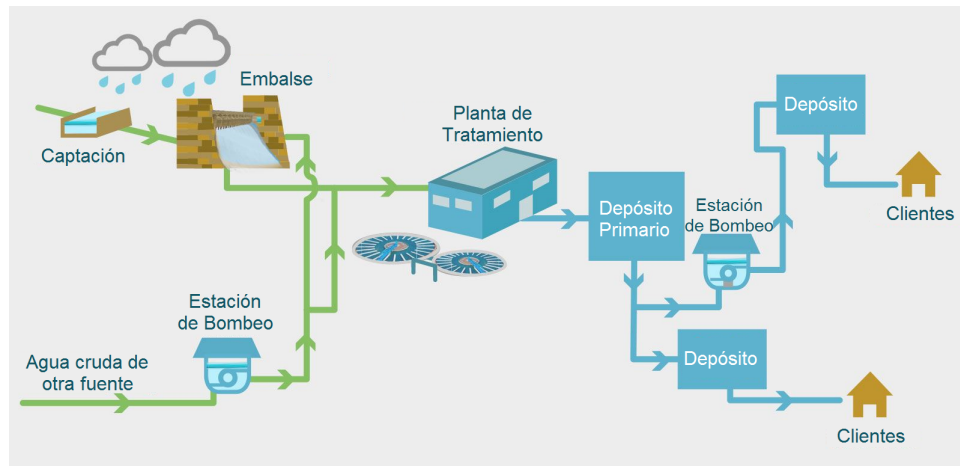 Embalse
Captación
Planta de
Tratamiento
Depósito
Clientes
Depósito
Primario
Estación
de Bombeo
Estación
de Bombeo
Agua cruda de
otra fuente
Depósito
Clientes